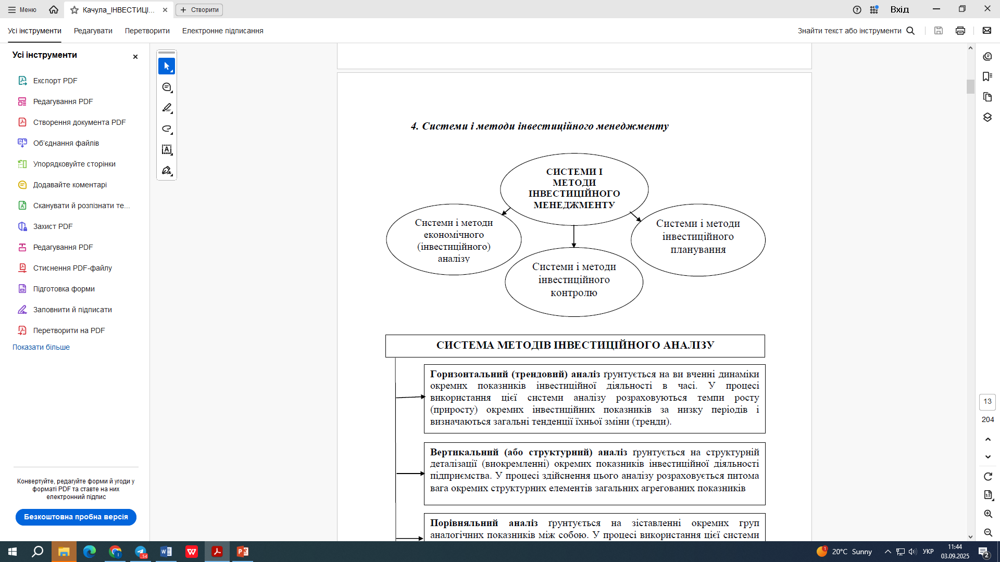 Меню
Качула_ІНВЕСТИЦІ...
Створити
Вхід
Усі інструменти
Редагувати
Перетворити
Електронне підписання
Знайти текст або інструменти
Усі інструменти
Експорт PDF
Редагування PDF
Створення документа PDF
Об’єднання файлів
Упорядковуйте сторінки
Додавайте коментарі
Сканувати й розпізнати те...
Захист PDF
Редагування PDF
Стиснення PDF-файлу
Підготовка форми
Заповнити й підписати
Перетворити на PDF
Показати більше
Конвертуйте, редагуйте форми й угоди у
форматі PDF та ставте на них
електронний підпис
Безкоштовна пробна версія
4. Системи і методи інвестиційного менеджменту
СИСТЕМИ І
МЕТОДИ
ІНВЕСТИЦІЙНОГО
МЕНЕДЖМЕНТУ
Системи і методи
економічного
(інвестиційного)
аналізу
Системи і методи
інвестиційного
контролю
Системи і методи
інвестиційного
планування
СИСТЕМА МЕТОДІВ ІНВЕСТИЦІЙНОГО АНАЛІЗУ
Горизонтальний (трендовий) аналіз ґрунтується на ви вченні динаміки
окремих показників інвестиційної діяльності в часі. У процесі
використання цієї системи аналізу розраховуються темпи росту
(приросту) окремих інвестиційних показників за низку періодів і
визначаються загальні тенденції їхньої зміни (тренди).
Вертикальний (або структурний) аналіз ґрунтується на структурній
деталізації (виокремленні) окремих показників інвестиційної діяльності
підприємства. У процесі здійснення цього аналізу розраховується питома
вага окремих структурних елементів загальних агрегованих показників
Порівняльний аналіз ґрунтується на зіставленні окремих груп
аналогічних показників між собою. У процесі використання цієї системи
13
204
1:1
..54
1
20°C Sunny
УКР
11:44
03.09.2025
2